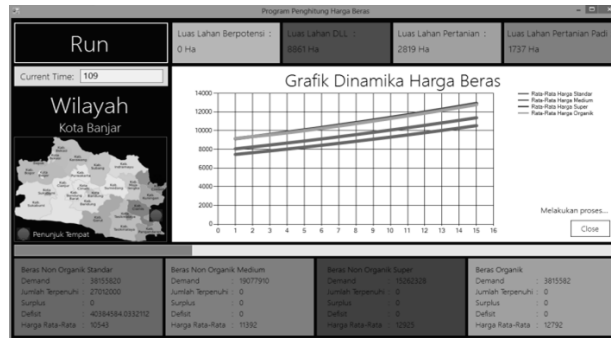 Program Penghitung Harga Beras
Run
Luas Lahan Berpotensi :
0 Ha
Luas Lahan DLL :
8861 Ha
Luas Lahan Pertanian :
2819 Ha
Luas Lahan Pertanian Padi
1737 Ha
Current Time: 109
Wilayah
Kota Banjar
Penunjuk Tempat
Grafik Dinamika Harga Beras
14000
12000
10000
8000
6000
4000
2000
0
0 1 2 3 4 5 6 7 8 9 10 11 12 13 14 15 16
Rata-Rata Harga Standar
Rata-Rata Harga Medium
Rata-Rata Harga Super
Rata-Rata Harga Organik
Melakukan proses...
Close
Beras Non Organik Standar
Demand : 38155820
Jumlah Terpenuhi : 27012000
Surplus : 0
Defisit : 40384584.0332112
Harga Rata-Rata : 10543
Beras Non Organik Medium
Demand : 19077910
Jumlah Terpenuhi : 0
Surplus : 0
Defisit : 0
Harga Rata-Rata : 11392
Beras Non Organik Super
Demand : 15262328
Jumlah Terpenuhi : 0
Surplus : 0
Defisit : 0
Harga Rata-Rata : 12925
Beras Organik
Demand : 3815582
Jumlah Terpenuhi : 0
Surplus : 0
Defisit : 0
Harga Rata-Rata : 12792